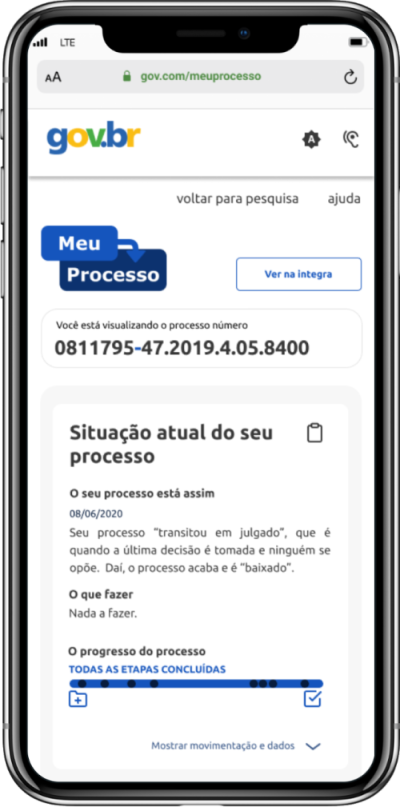 LTE
AA
gov.com/meuprocesso
gov.br
A
voltar para pesquisa ajuda
Meu
Processo
Ver na íntegra
Você está visualizando o processo número
0811795-47.2019.4.05.8400
Situação atual do seu
processo
O seu processo está assim
08/06/2020
Seu processo “transitou em julgado”, que é
quando a última decisão é tomada e ninguém se
opõe. Daí, o processo acaba e é “baixado”.
O que fazer
Nada a fazer.
O progresso do processo
TODAS AS ETAPAS CONCLUÍDAS
Mostrar movimentação e dados